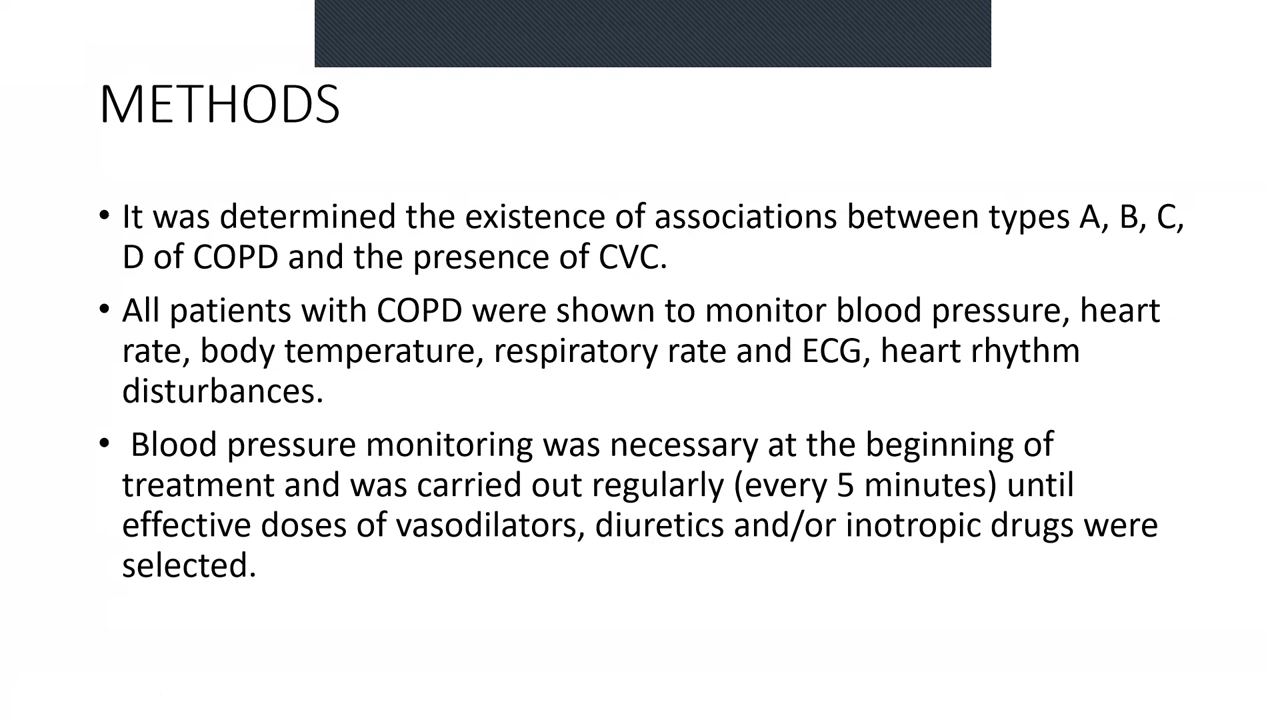 METHODS
• It was determined the existence of associations between types A, B, C,
D of COPD and the presence of CVC.
• All patients with COPD were shown to monitor blood pressure, heart
rate, body temperature, respiratory rate and ECG, heart rhythm
disturbances.
• Blood pressure monitoring was necessary at the beginning of
treatment and was carried out regularly (every 5 minutes) until
effective doses of vasodilators, diuretics and/or inotropic drugs were
selected.